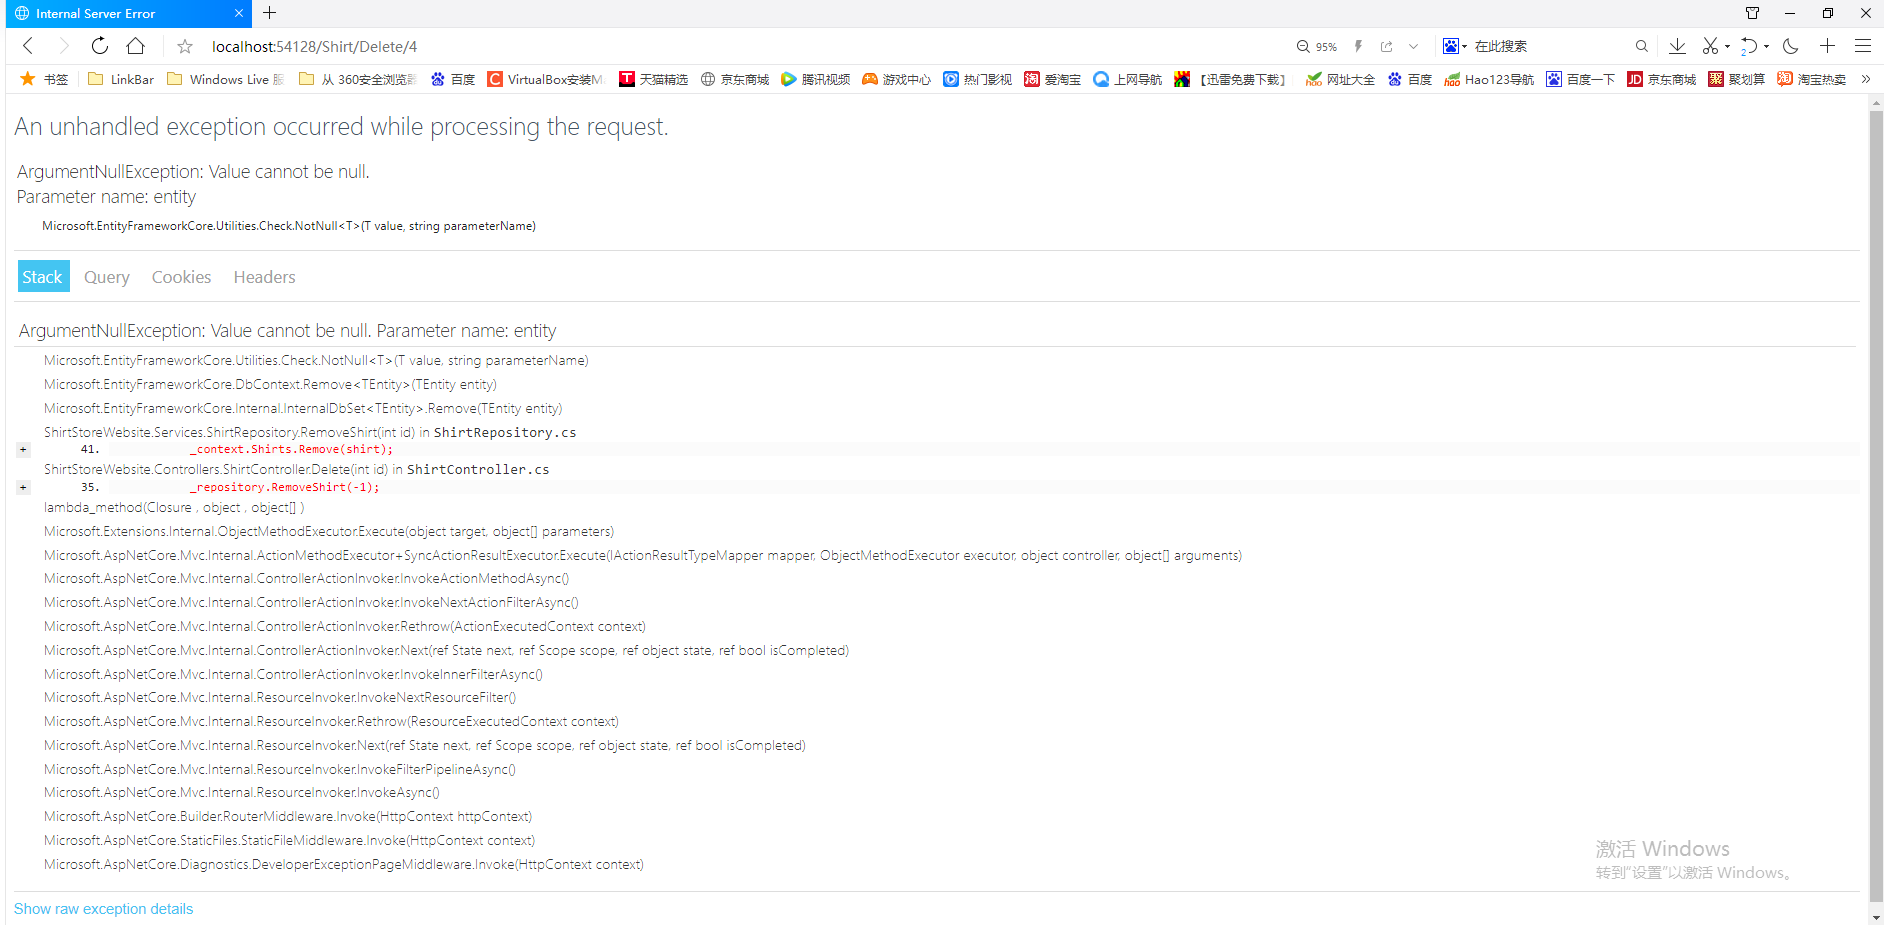 Internal Server Error
localhost:54128/Shirt/Delete/4
95%
在此搜索
2
书签
LinkBar
Windows Live 服
从 360安全浏览器
百度
VirtualBox安装M
天猫精选
京东商城
腾讯视频
游戏中心
热门影视
爱淘宝
上网导航
【迅雷免费下载】
网址大全
百度
Hao123导航
百度一下
京东商城
聚划算
淘宝热卖
An unhandled exception occurred while processing the request.
ArgumentNullException: Value cannot be null.
Parameter name: entity
Microsoft.EntityFrameworkCore.Utilities.Check.NotNull<T>(T value, string parameterName)
Stack Query Cookies Headers
ArgumentNullException: Value cannot be null. Parameter name: entity
Microsoft.EntityFrameworkCore.Utilities.Check.NotNull<T>(T value, string parameterName)
Microsoft.EntityFrameworkCore.DbContext.Remove<TEntity>(TEntity entity)
Microsoft.EntityFrameworkCore.Internal.InternalDbSet<TEntity>.Remove(TEntity entity)
ShirtStoreWebsite.Services.ShirtRepository.RemoveShirt(int id) in ShirtRepository.cs
+ 41. _context.Shirts.Remove(shirt);
ShirtStoreWebsite.Controllers.ShirtController.Delete(int id) in ShirtController.cs
+ 35. _repository.RemoveShirt(-1);
lambda_method(Closure , object , object[] )
Microsoft.Extensions.Internal.ObjectMethodExecutor.Execute(object target, object[] parameters)
Microsoft.AspNetCore.Mvc.Internal.ActionMethodExecutor+SyncActionResultExecutor.Execute(IActionResultTypeMapper mapper, ObjectMethodExecutor executor, object controller, object[] arguments)
Microsoft.AspNetCore.Mvc.Internal.ControllerActionInvoker.InvokeActionMethodAsync()
Microsoft.AspNetCore.Mvc.Internal.ControllerActionInvoker.InvokeNextActionFilterAsync()
Microsoft.AspNetCore.Mvc.Internal.ControllerActionInvoker.Rethrow(ActionExecutedContext context)
Microsoft.AspNetCore.Mvc.Internal.ControllerActionInvoker.Next(ref State next, ref Scope scope, ref object state, ref bool isCompleted)
Microsoft.AspNetCore.Mvc.Internal.ControllerActionInvoker.InvokeInnerFilterAsync()
Microsoft.AspNetCore.Mvc.Internal.ResourceInvoker.InvokeNextResourceFilter()
Microsoft.AspNetCore.Mvc.Internal.ResourceInvoker.Rethrow(ResourceExecutedContext context)
Microsoft.AspNetCore.Mvc.Internal.ResourceInvoker.Next(ref State next, ref Scope scope, ref object state, ref bool isCompleted)
Microsoft.AspNetCore.Mvc.Internal.ResourceInvoker.InvokeFilterPipelineAsync()
Microsoft.AspNetCore.Mvc.Internal.ResourceInvoker.InvokeAsync()
Microsoft.AspNetCore.Builder.RouterMiddleware.Invoke(HttpContext httpContext)
Microsoft.AspNetCore.StaticFiles.StaticFileMiddleware.Invoke(HttpContext context)
Microsoft.AspNetCore.Diagnostics.DeveloperExceptionPageMiddleware.Invoke(HttpContext context)
激活 Windows
转到“设置”以激活 Windows。
Show raw exception details